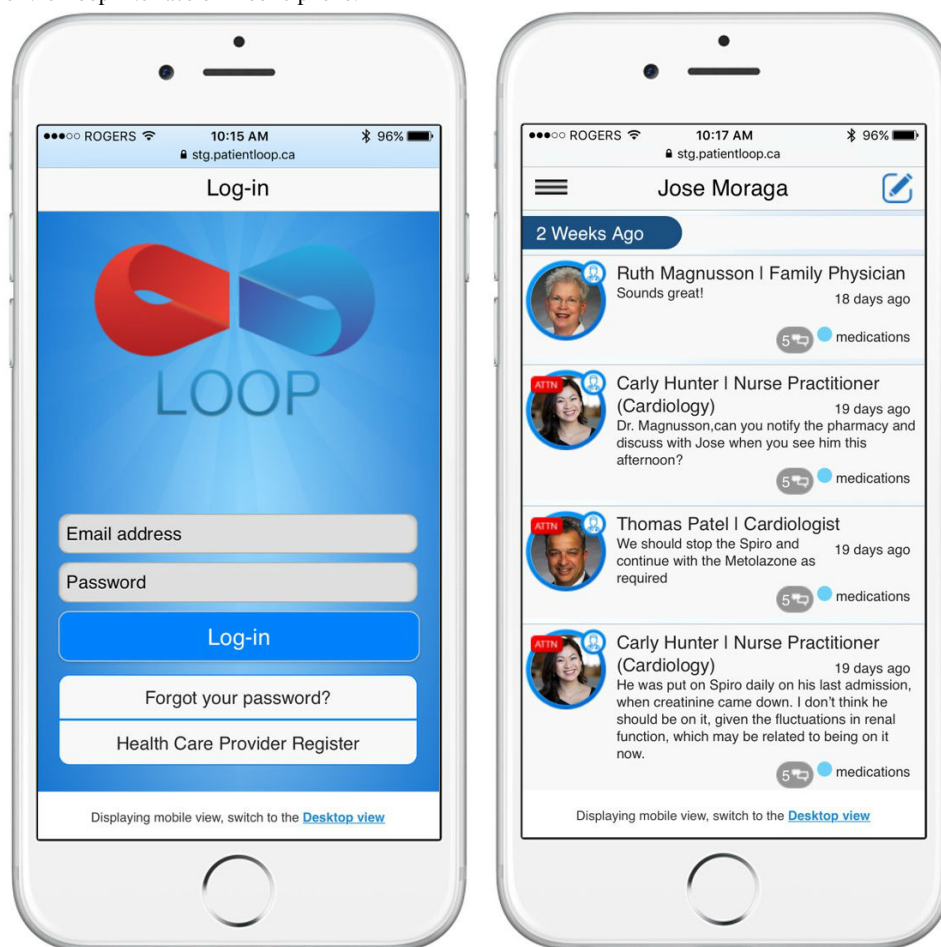 ●●●○○ ROGERS 10:15 AM 96%
stg.patientloop.ca
Log-in
LOOP
Email address
Password
Log-in
Forgot your password?
Health Care Provider Register
Displaying mobile view, switch to the Desktop view
●●●○○ ROGERS 10:17 AM 96%
stg.patientloop.ca
Jose Moraga
2 Weeks Ago
Ruth Magnusson | Family Physician
Sounds great!
18 days ago
5 medications
ATTN
Carly Hunter | Nurse Practitioner
(Cardiology)
19 days ago
Dr. Magnusson,can you notify the pharmacy and
discuss with Jose when you see him this
afternoon?
5 medications
ATTN
Thomas Patel | Cardiologist
We should stop the Spiro and
19 days ago
continue with the Metolazone as
required
5 medications
ATTN
Carly Hunter | Nurse Practitioner
(Cardiology)
19 days ago
He was put on Spiro daily on his last admission,
when creatinine came down. I don't think he
should be on it, given the fluctuations in renal
function, which may be related to being on it
now.
5 medications
Displaying mobile view, switch to the Desktop view